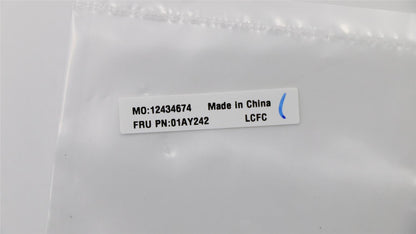 MO:12434674 Made in China
FRU PN:01AY242 LCFC